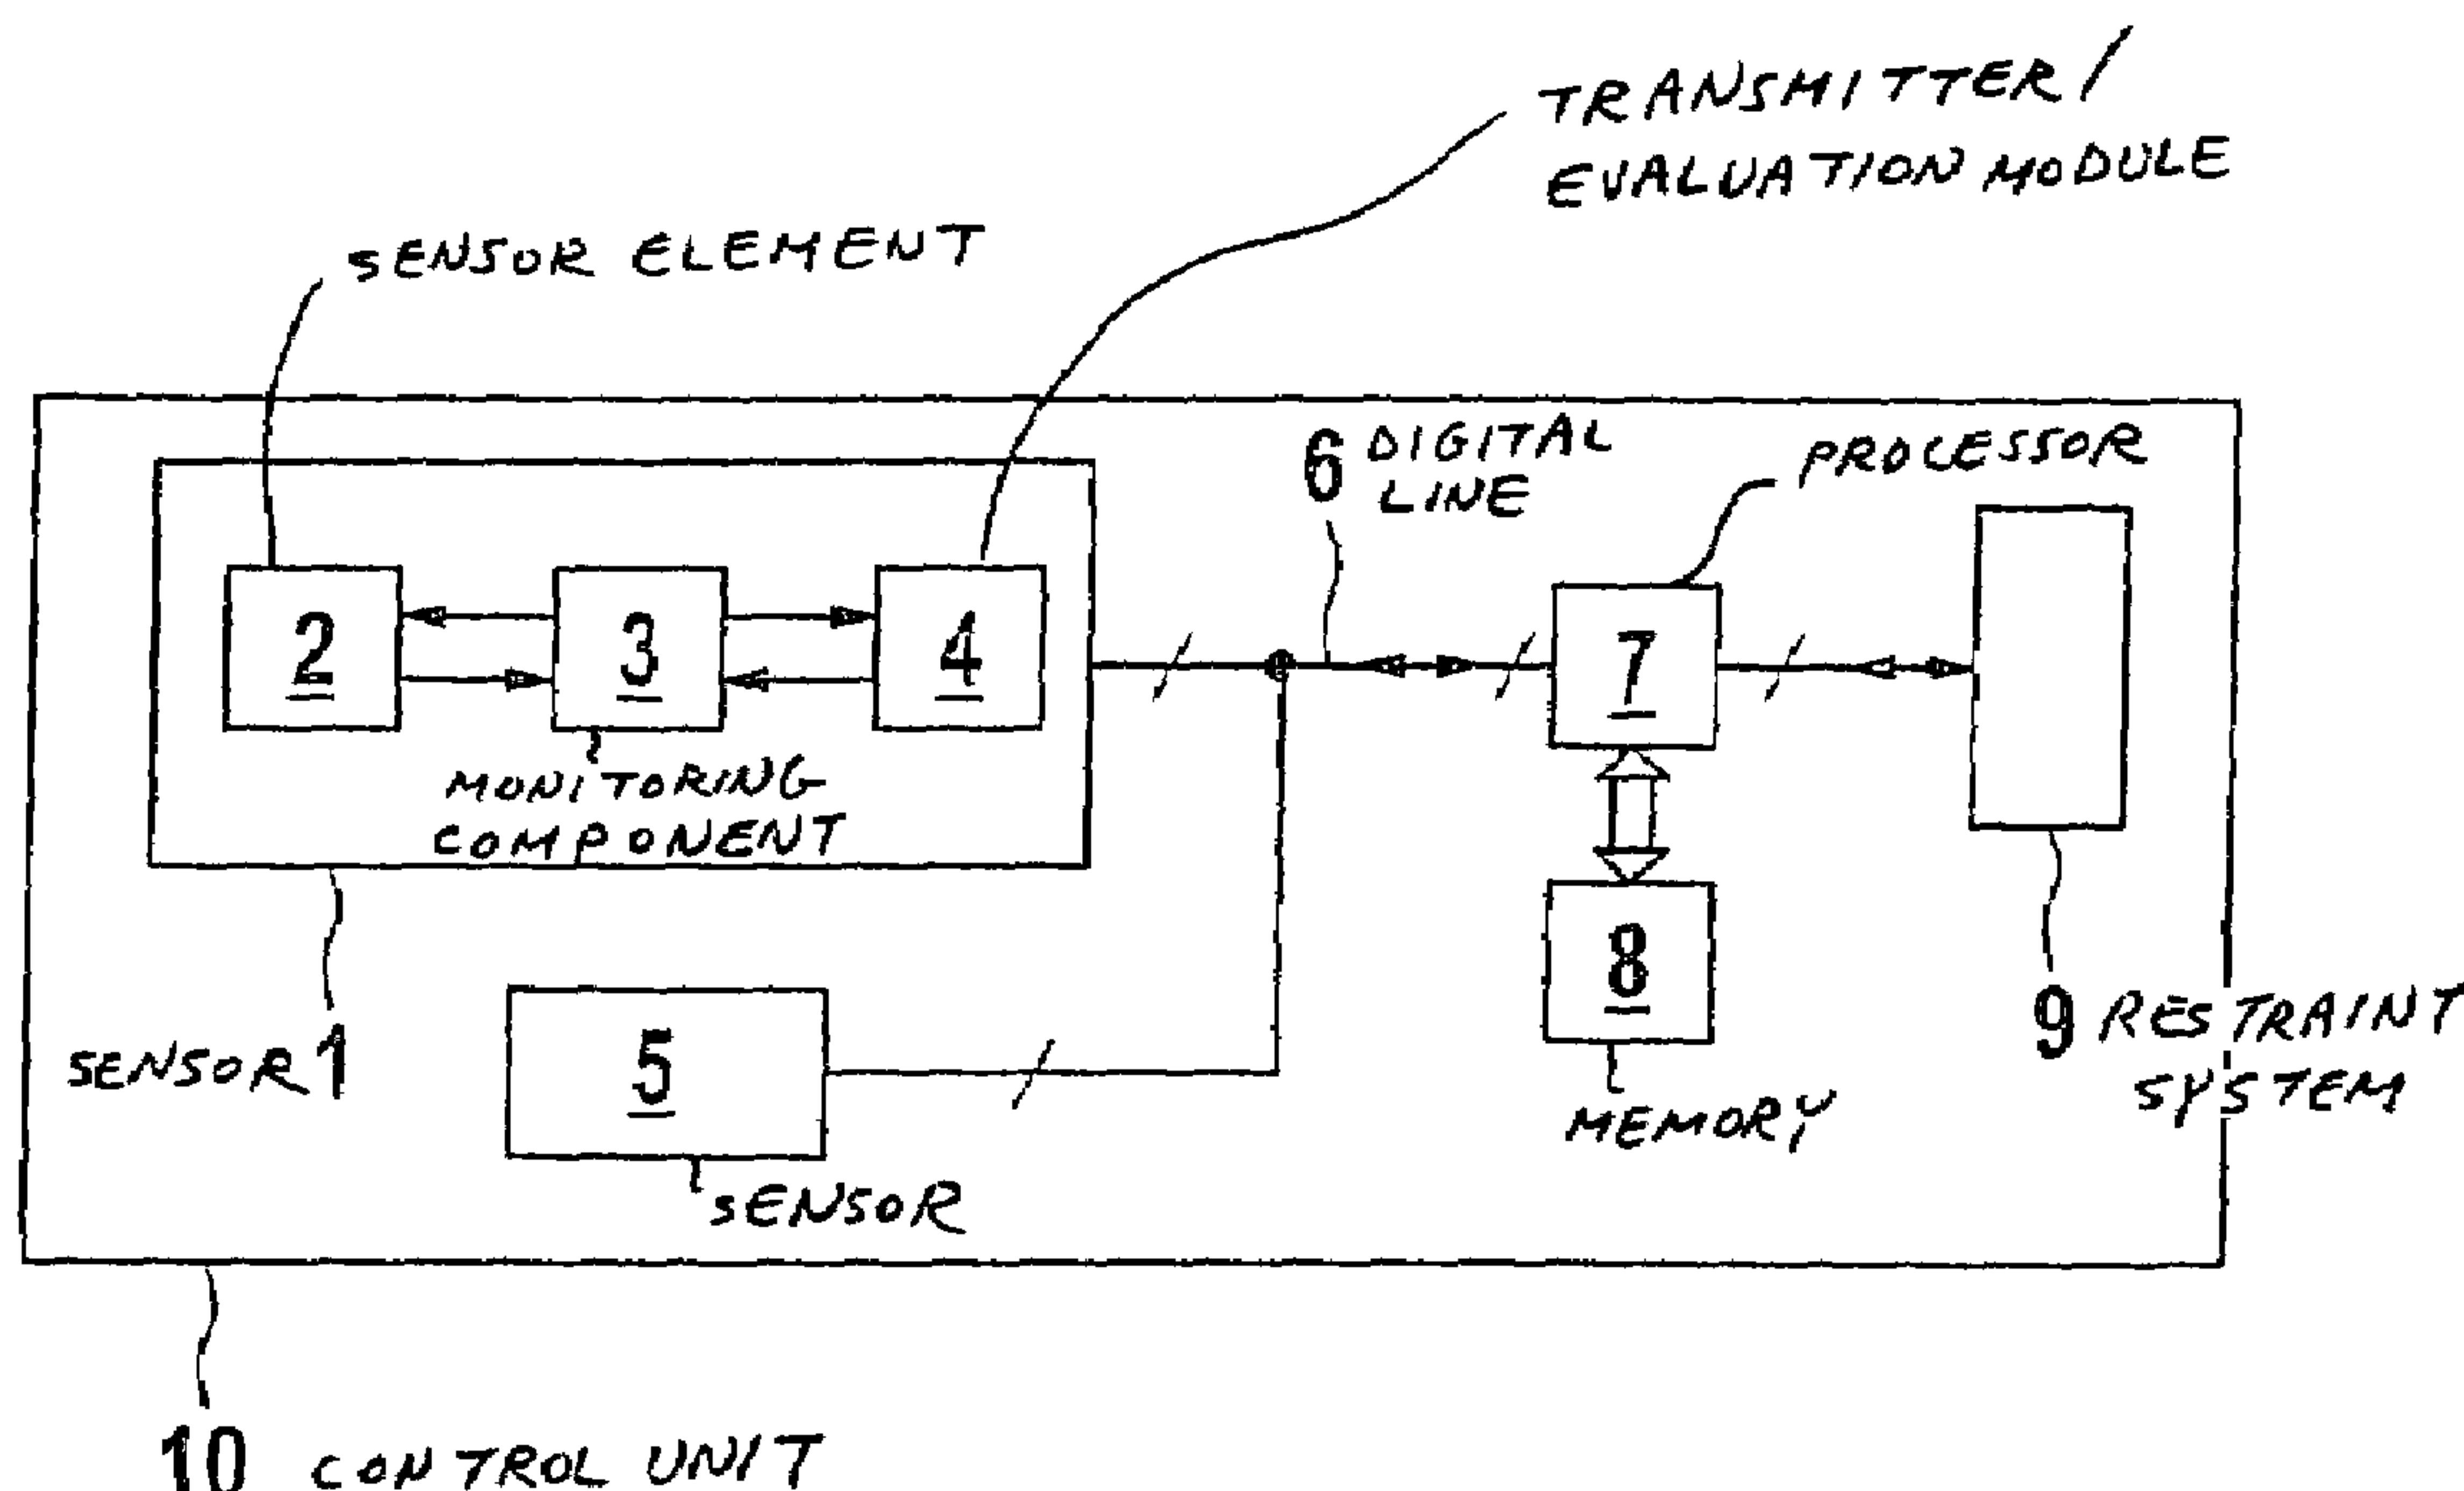 TRANSMITTER/
EVALUATION MODULE
SENSOR ELEMENT
6 DIGITAL
LINE
PROCESSOR
2
3
4
7
MONITORING
COMPONENT
8
9 RESTRAINT
SYSTEM
SENSOR 1
5
MEMORY
SENSOR
10 CONTROL UNIT